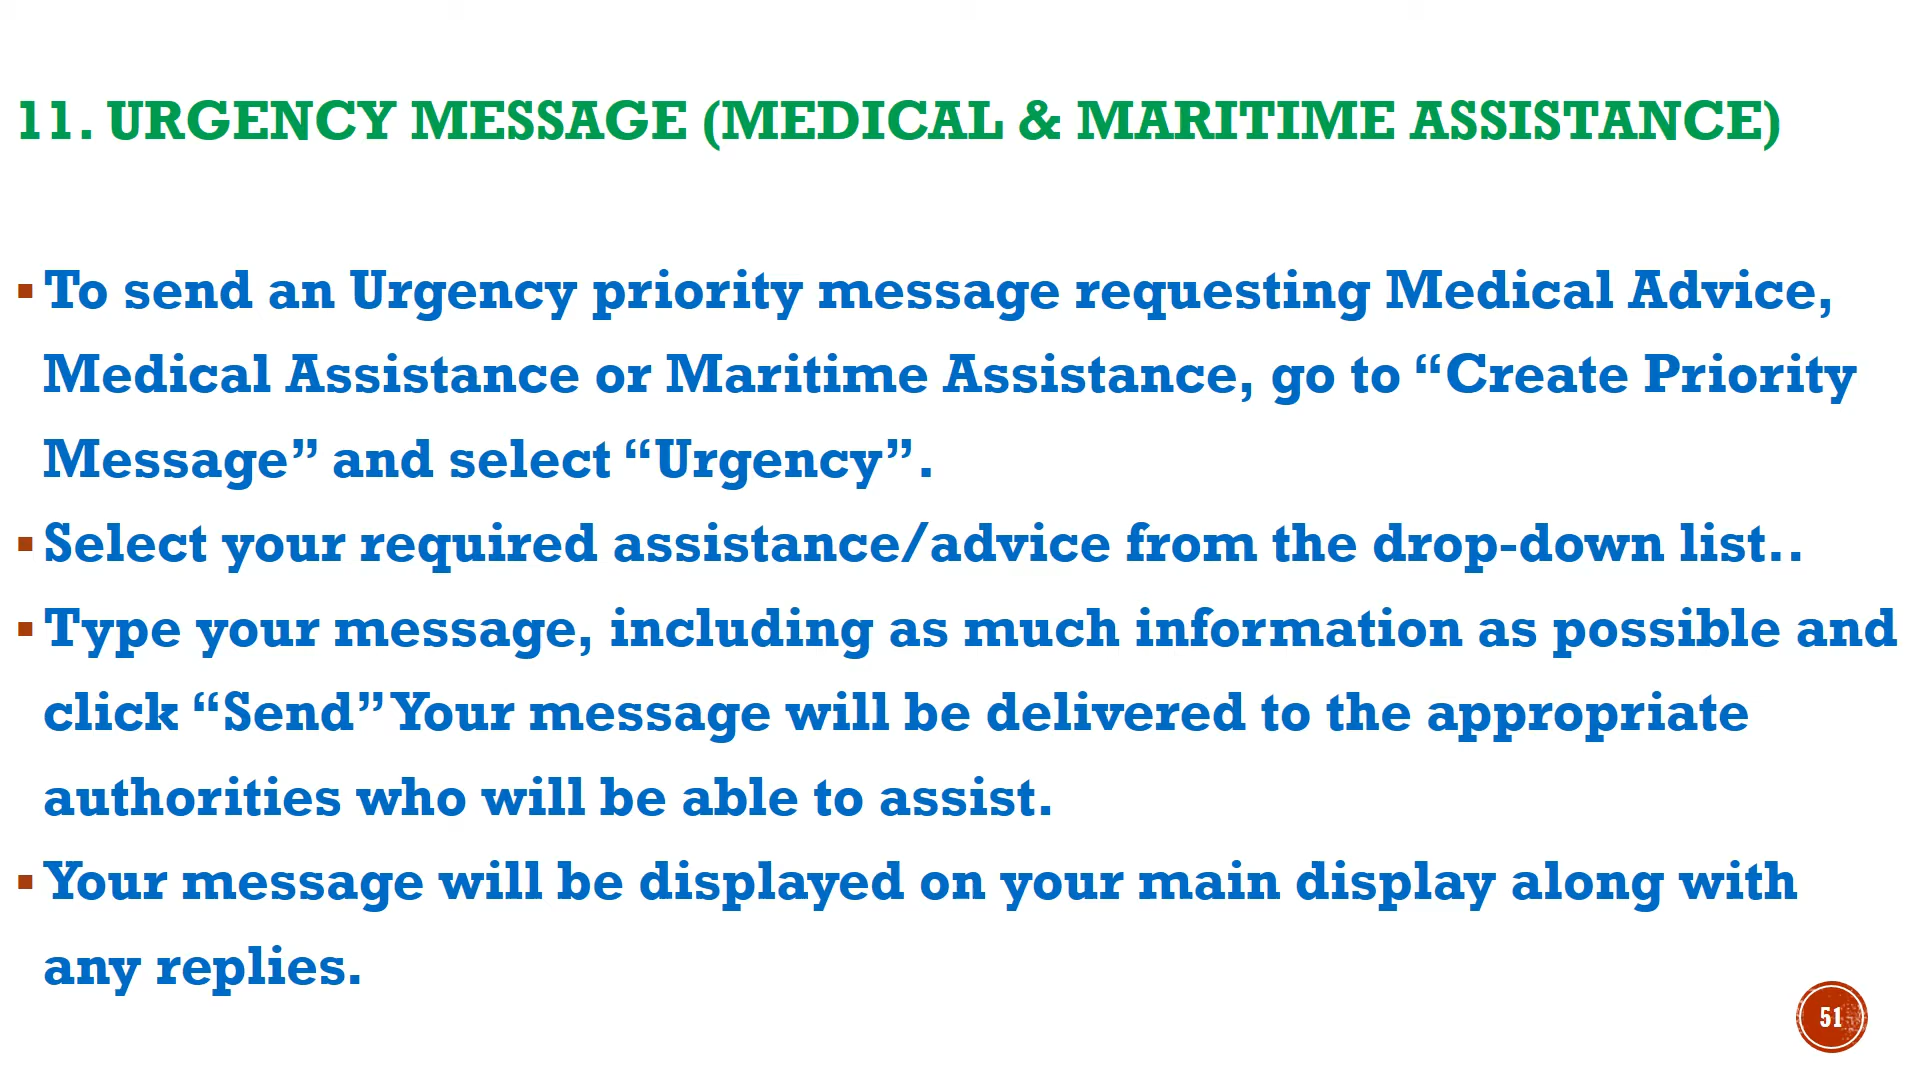 11. URGENCY MESSAGE (MEDICAL & MARITIME ASSISTANCE)
▪To send an Urgency priority message requesting Medical Advice,
Medical Assistance or Maritime Assistance, go to “Create Priority
Message” and select “Urgency”.
▪Select your required assistance/advice from the drop-down list..
▪Type your message, including as much information as possible and
click “Send” Your message will be delivered to the appropriate
authorities who will be able to assist.
▪Your message will be displayed on your main display along with
any replies.
51